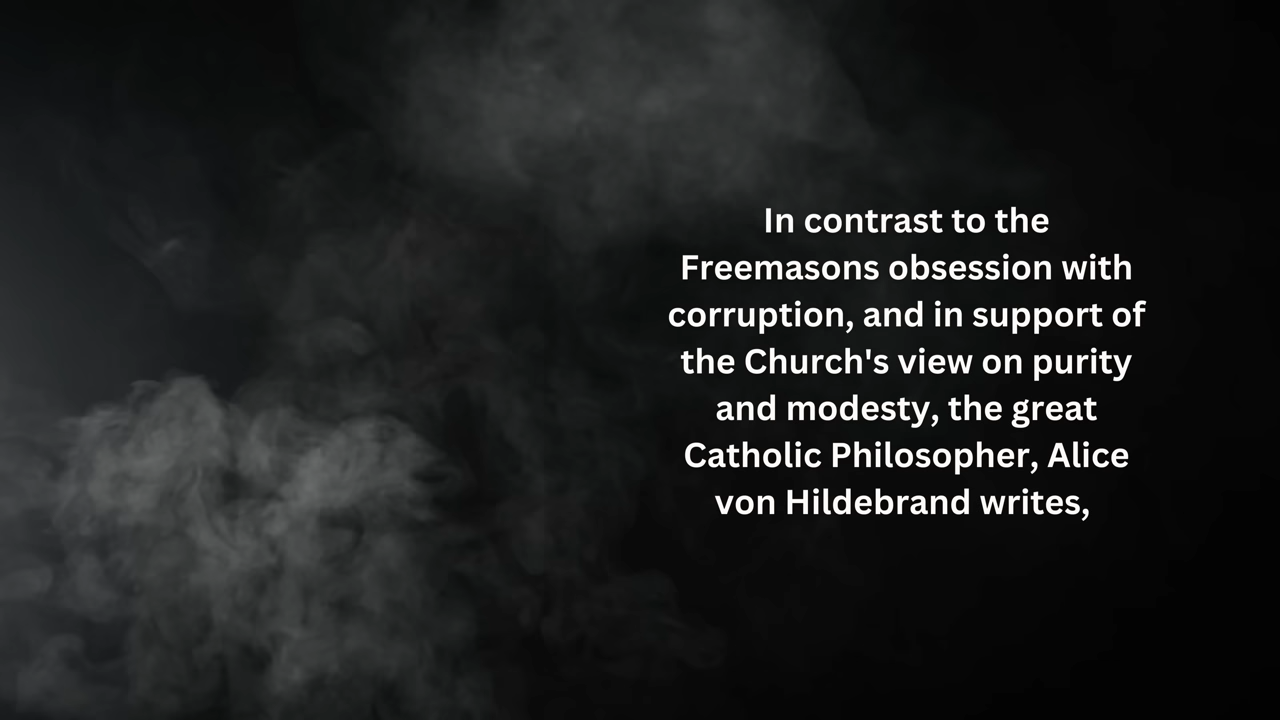 In contrast to the
Freemasons obsession with
corruption, and in support of
the Church's view on purity
and modesty, the great
Catholic Philosopher, Alice
von Hildebrand writes,